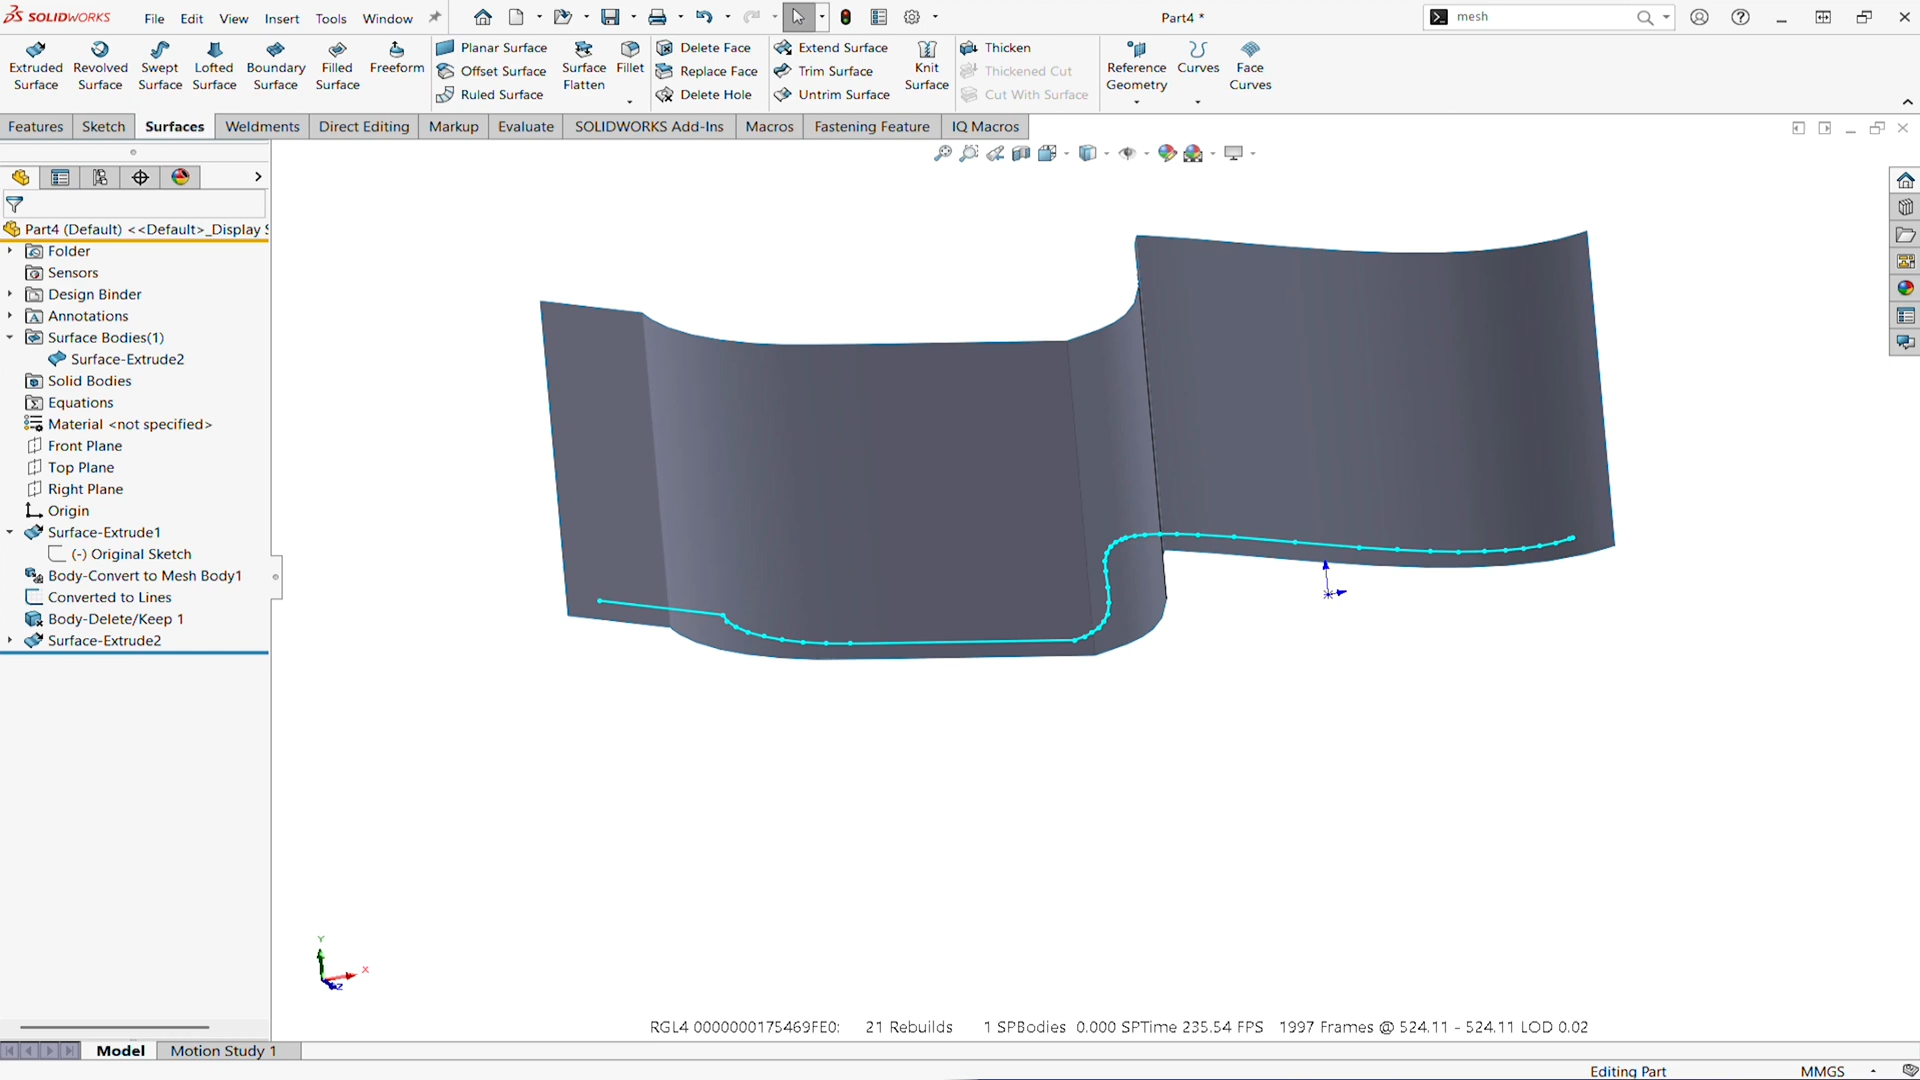 SOLIDWORKS File Edit View Insert Tools Window Part4 * mesh
Extruded Surface
Revolved Surface
Swept Surface
Lofted Surface
Boundary Surface
Filled Surface
Freeform
Planar Surface
Offset Surface
Ruled Surface
Surface Flatten
Fillet
Delete Face
Replace Face
Delete Hole
Extend Surface
Trim Surface
Untrim Surface
Knit Surface
Thicken
Thickened Cut
Cut With Surface
Reference Geometry
Curves
Face Curves
Features Sketch Surfaces Weldments Direct Editing Markup Evaluate SOLIDWORKS Add-Ins Macros Fastening Feature IQ Macros
Part4 (Default) <<Default>_Display S
Folder
Sensors
Design Binder
Annotations
Surface Bodies(1)
Surface-Extrude2
Solid Bodies
Equations
Material <not specified>
Front Plane
Top Plane
Right Plane
Origin
Surface-Extrude1
(-) Original Sketch
Body-Convert to Mesh Body1
Converted to Lines
Body-Delete/Keep 1
Surface-Extrude2
Y
X
Z
RGL4 0000000175469FE0: 21 Rebuilds 1 SPBodies 0.000 SPTime 235.54 FPS 1997 Frames @ 524.11 - 524.11 LOD 0.02
Model Motion Study 1
Editing Part MMGS